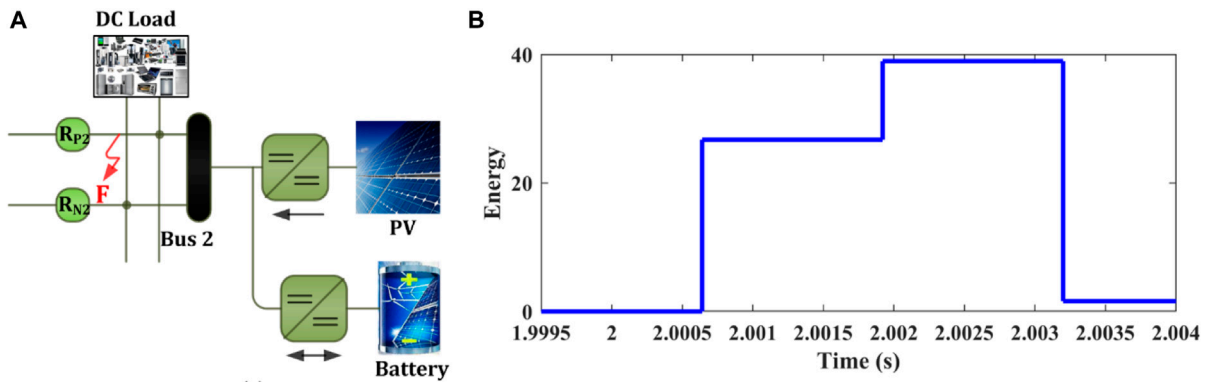 A
DC Load
R_P2
R_N2
F
Bus 2
PV
Battery
B
Energy
40
20
0
1.9995
2
2.0005
2.001
2.0015
2.002
2.0025
2.003
2.0035
2.004
Time (s)